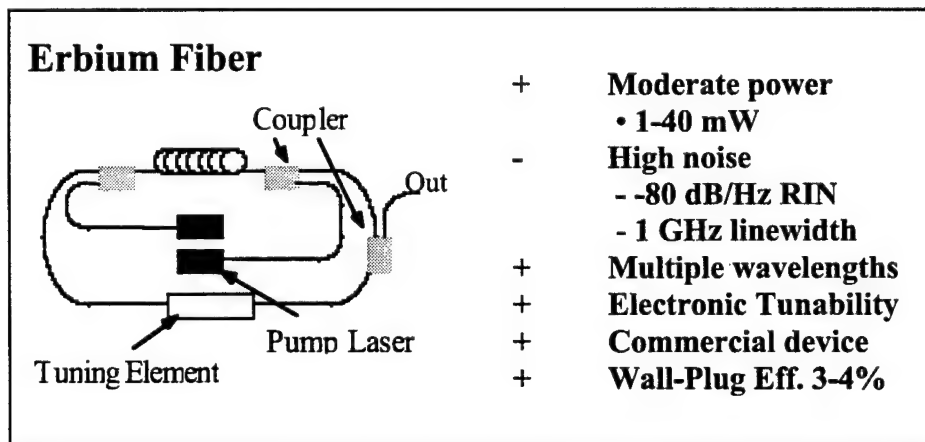 Erbium Fiber
Coupler
Out
Pump Laser
Tuning Element
+ Moderate power
• 1-40 mW
- High noise
- -80 dB/Hz RIN
- 1 GHz linewidth
+ Multiple wavelengths
+ Electronic Tunability
+ Commercial device
+ Wall-Plug Eff. 3-4%